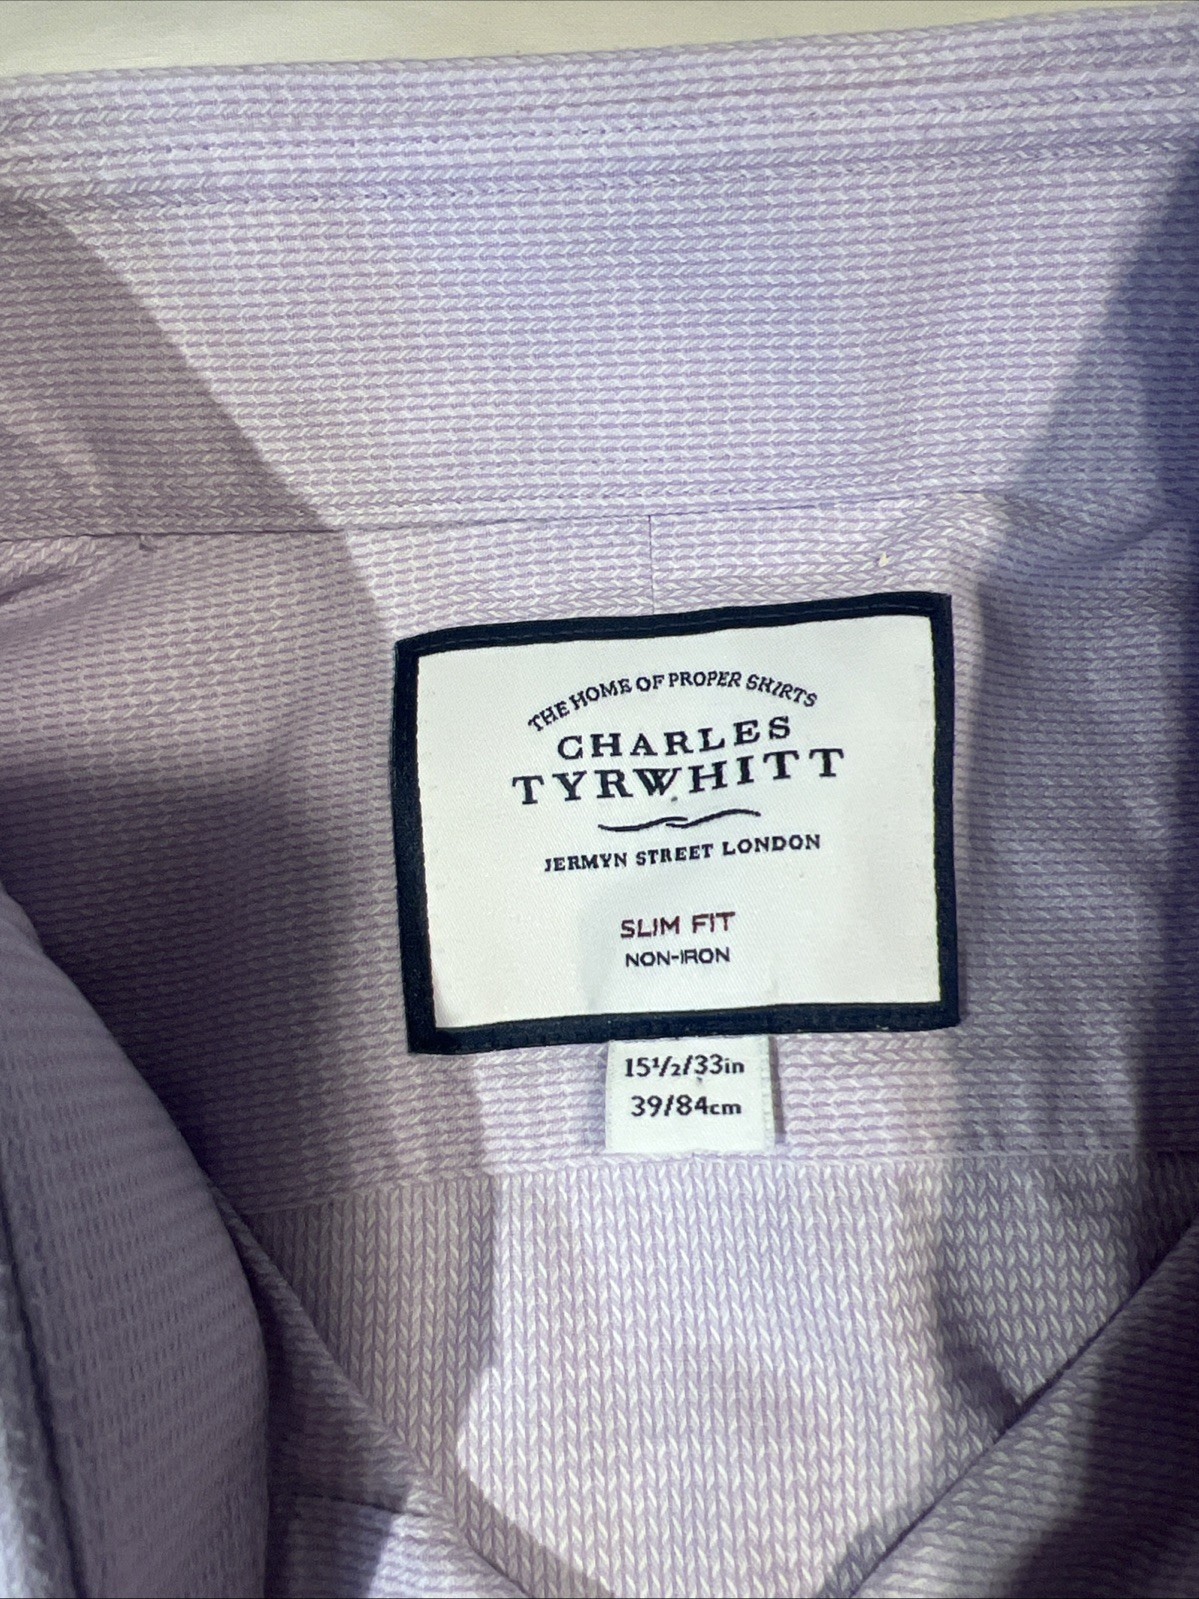 THE HOME OF PROPER SHIRTS
CHARLES
TYRWHITT
JERMYN STREET LONDON
SLIM FIT
NON-IRON
15½/33in
39/84cm